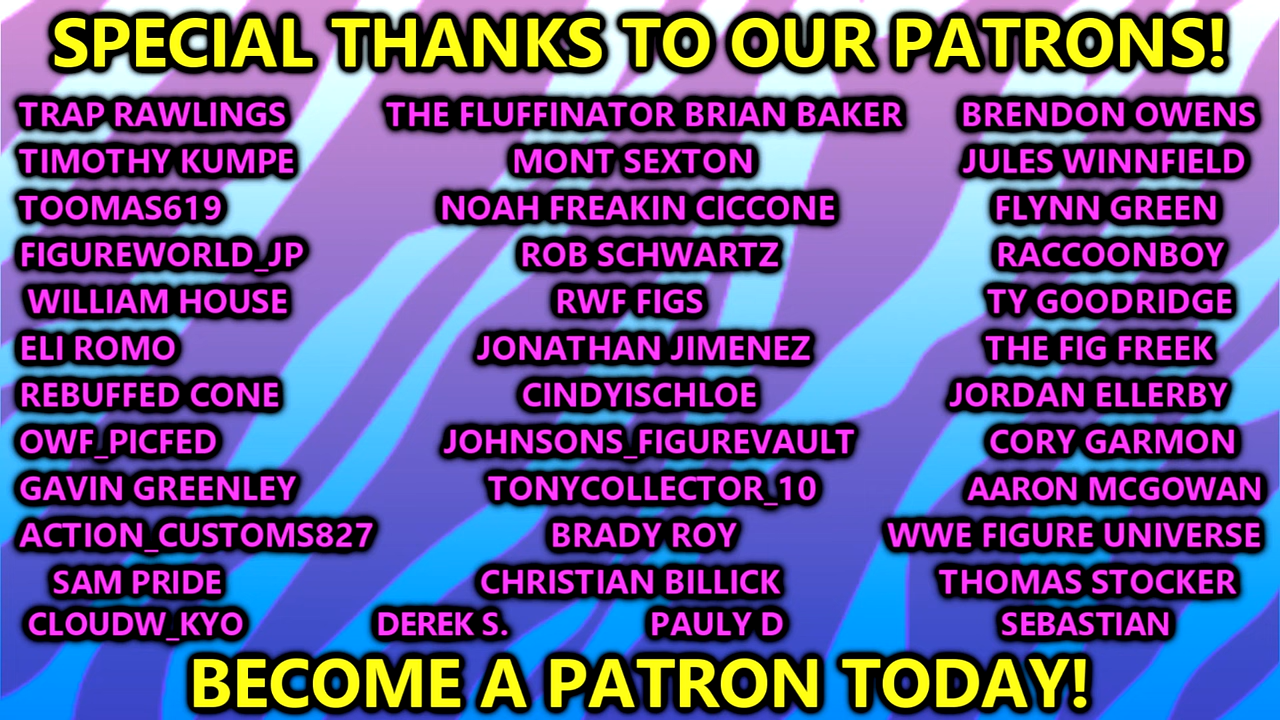 SPECIAL THANKS TO OUR PATRONS!
TRAP RAWLINGS THE FLUFFINATOR BRIAN BAKER BRENDON OWENS
TIMOTHY KUMPE MONT SEXTON JULES WINNFIELD
TOOMAS619 NOAH FREAKIN CICCONE FLYNN GREEN
FIGUREWORLD_JP ROB SCHWARTZ RACCOONBOY
WILLIAM HOUSE RWF FIGS TY GOODRIDGE
ELI ROMO JONATHAN JIMENEZ THE FIG FREEK
REBUFFED CONE CINDYISCHLOE JORDAN ELLERBY
OWF_PICFED JOHNSONS_FIGUREVAULT CORY GARMON
GAVIN GREENLEY TONYCOLLECTOR_10 AARON MCGOWAN
ACTION_CUSTOMS827 BRADY ROY WWE FIGURE UNIVERSE
SAM PRIDE CHRISTIAN BILLICK THOMAS STOCKER
CLOUDW_KYO DEREK S. PAULY D SEBASTIAN
BECOME A PATRON TODAY!